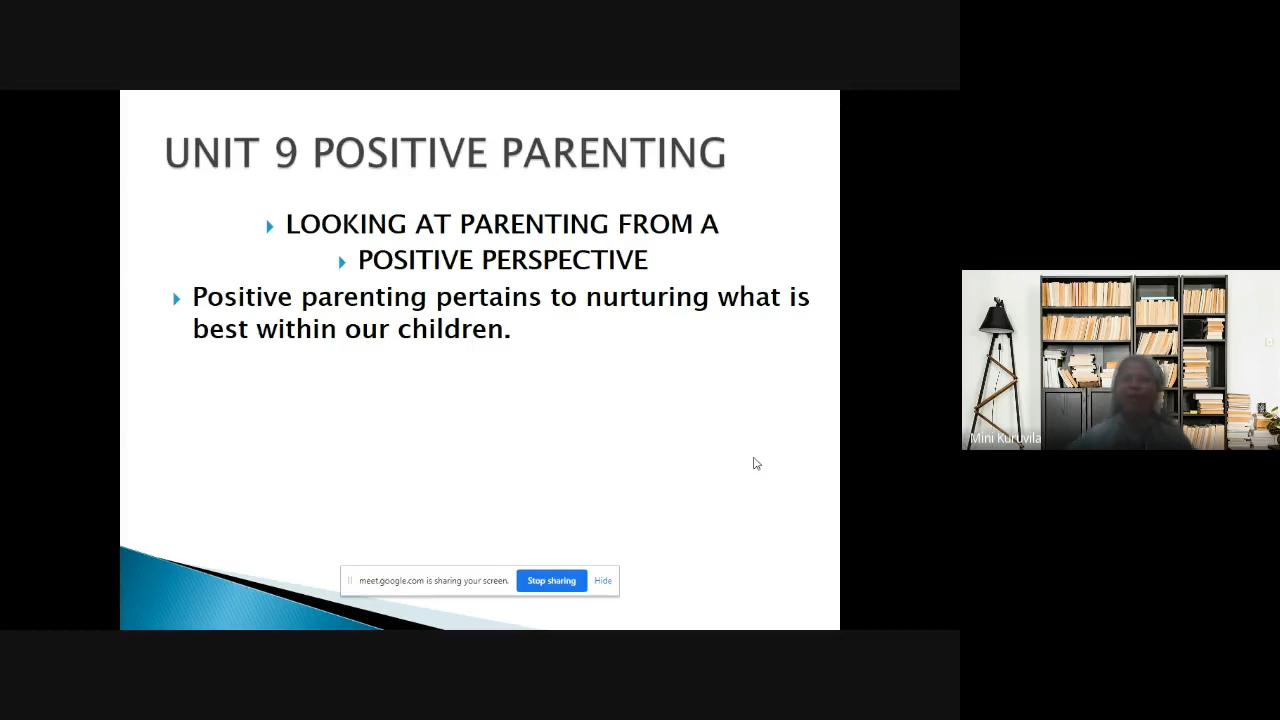 UNIT 9 POSITIVE PARENTING
LOOKING AT PARENTING FROM A
POSITIVE PERSPECTIVE
Positive parenting pertains to nurturing what is
best within our children.
meet.google.com is sharing your screen. Stop sharing Hide
Mini Kuruvila